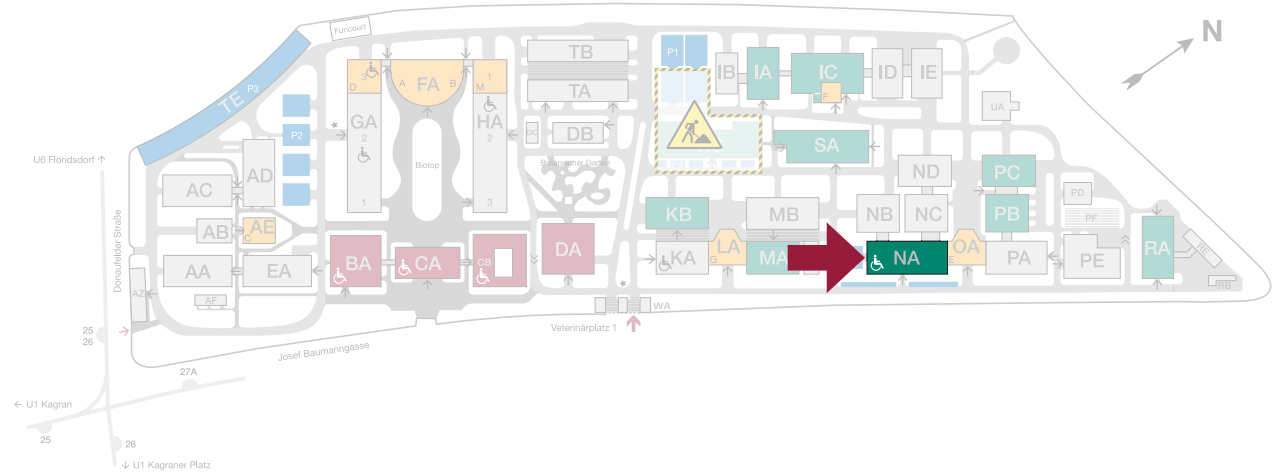 Funcourt
N
TB
P1
3
D
FA
A
B
1
M
IB
IA
IC
F
ID
IE
TE
P3
TA
UA
P2
GA
2
HA
2
DC
DB
SA
U6 Floridsdorf ↑
Biotop
Botanischer Garten
AD
AC
ND
PC
PD
1
3
KB
MB
NB
NC
PB
PF
AB
AE
C
Donaufelder Straße
BA
CA
CB
DA
KA
LA
G
MA
NA
OA
E
PA
PE
RA
RE
AA
EA
AZ
AF
RB
WA
Veterinärplatz 1
25
26
Josef Baumanngasse
27A
← U1 Kagran
25
26
↓ U1 Kagraner Platz